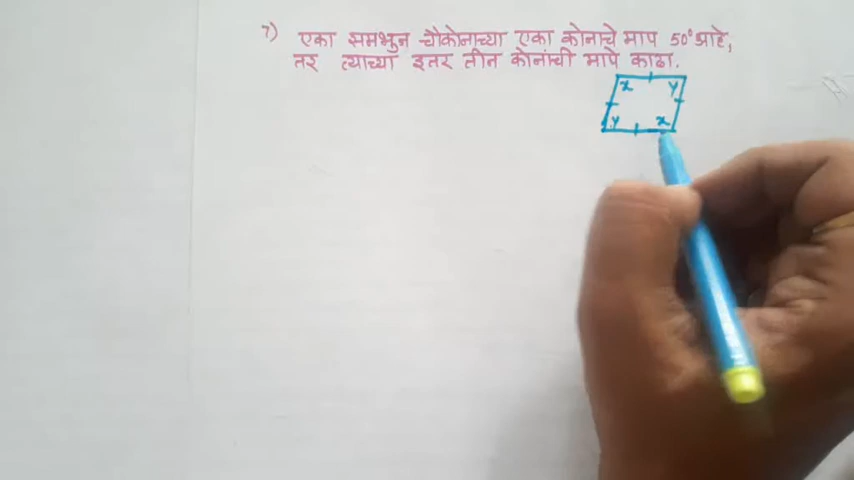 7) एका समभुज चौकोनाच्या एका कोनाचे माप 50° आहे,
तर त्याच्या इतर तीन कोनांची मापे काढा.
x y
y x